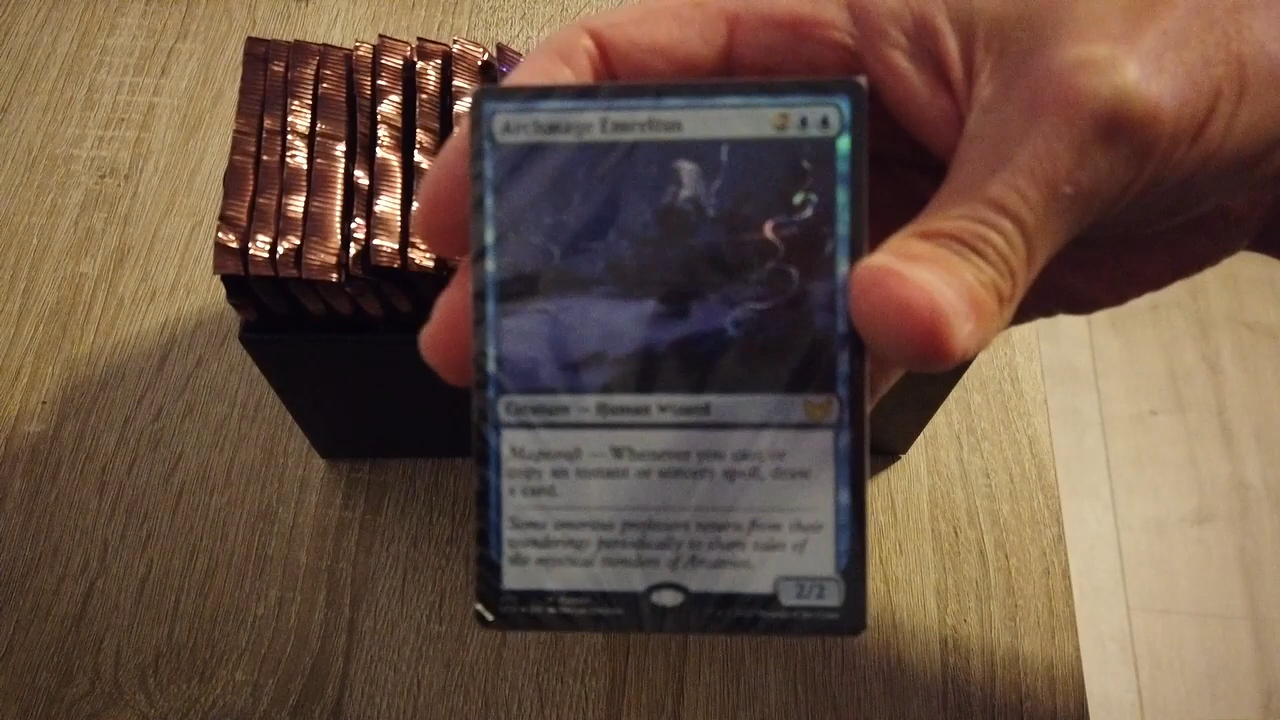 Archmage Emeritus
2
Creature — Human Wizard
Magecraft — Whenever you cast or
copy an instant or sorcery spell, draw
a card.
Some emeritus professors return from their
wanderings periodically to share tales of
the mystical wonders of Arcavios.
2/2